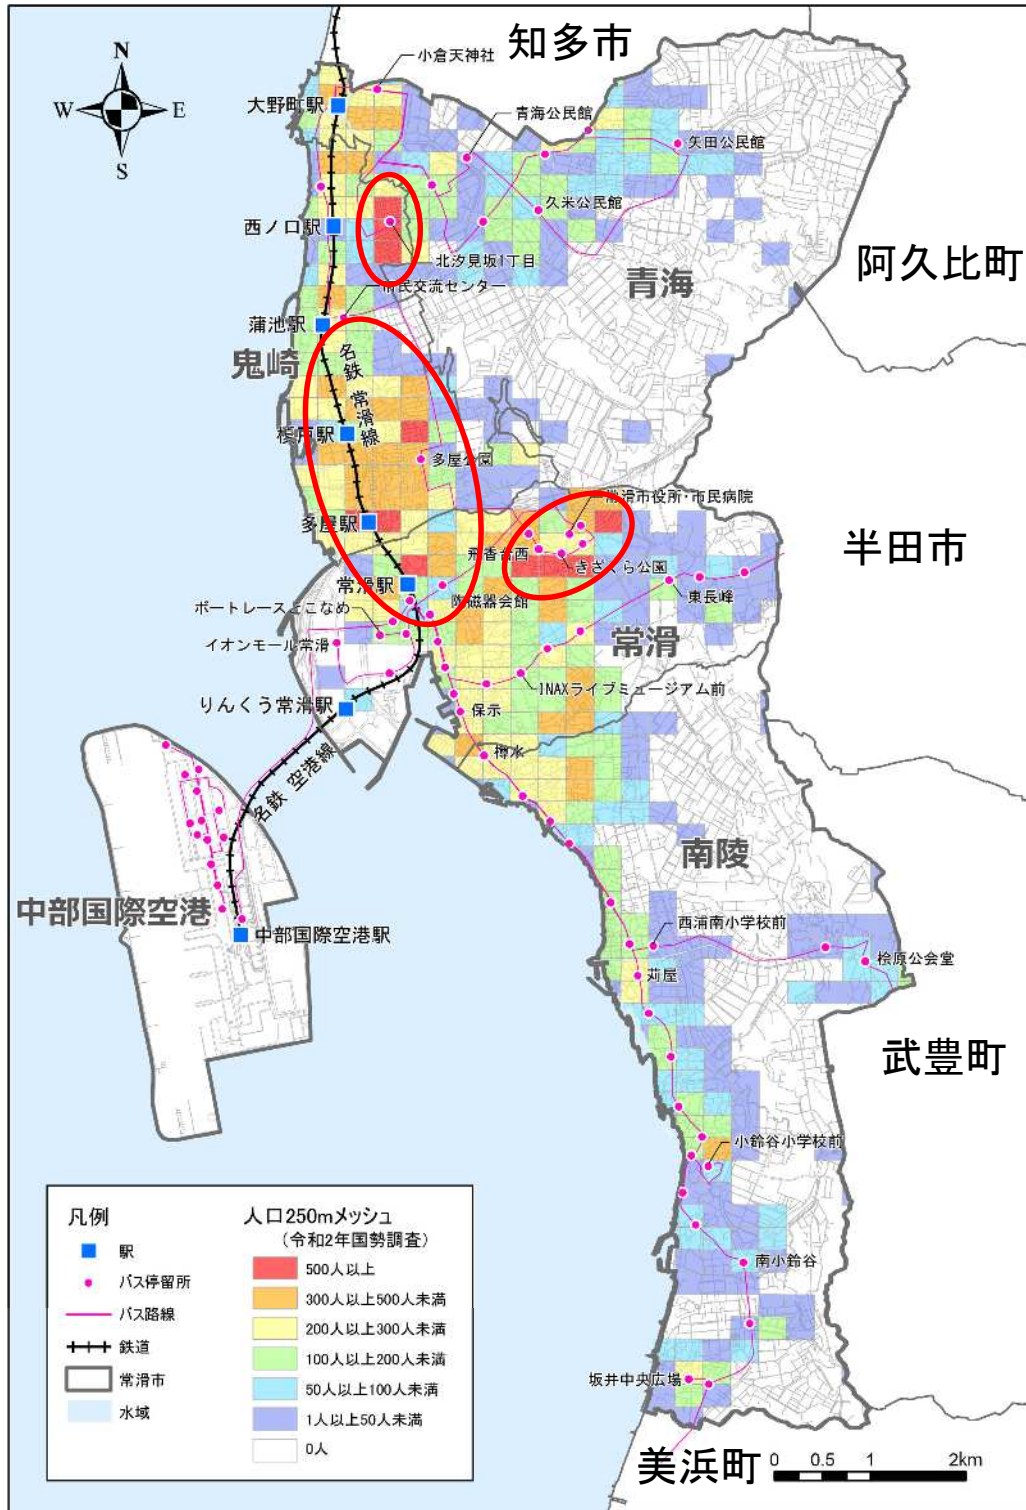 知多市
N
W
E
S
小倉天神社
大野町駅
青海公民館
矢田公民館
久米公民館
西ノ口駅
北汐見坂1丁目
青海
阿久比町
市民交流センター
蒲池駅
鬼崎
名鉄 常滑線
榎戸駅
多屋公園
常滑市役所・市民病院
多屋駅
飛香台西
きざくら公園
半田市
常滑駅
陶磁器会館
東長峰
ボートレースとこなめ
イオンモール常滑
常滑
INAXライブミュージアム前
りんくう常滑駅
保示
樽水
名鉄 空港線
南陵
中部国際空港
中部国際空港駅
西浦南小学校前
桧原公会堂
苅屋
武豊町
小鈴谷小学校前
南小鈴谷
坂井中央広場
美浜町
凡例
駅
バス停留所
バス路線
鉄道
常滑市
水域
人口250mメッシュ
(令和2年国勢調査)
500人以上
300人以上500人未満
200人以上300人未満
100人以上200人未満
50人以上100人未満
1人以上50人未満
0人
0 0.5 1 2km